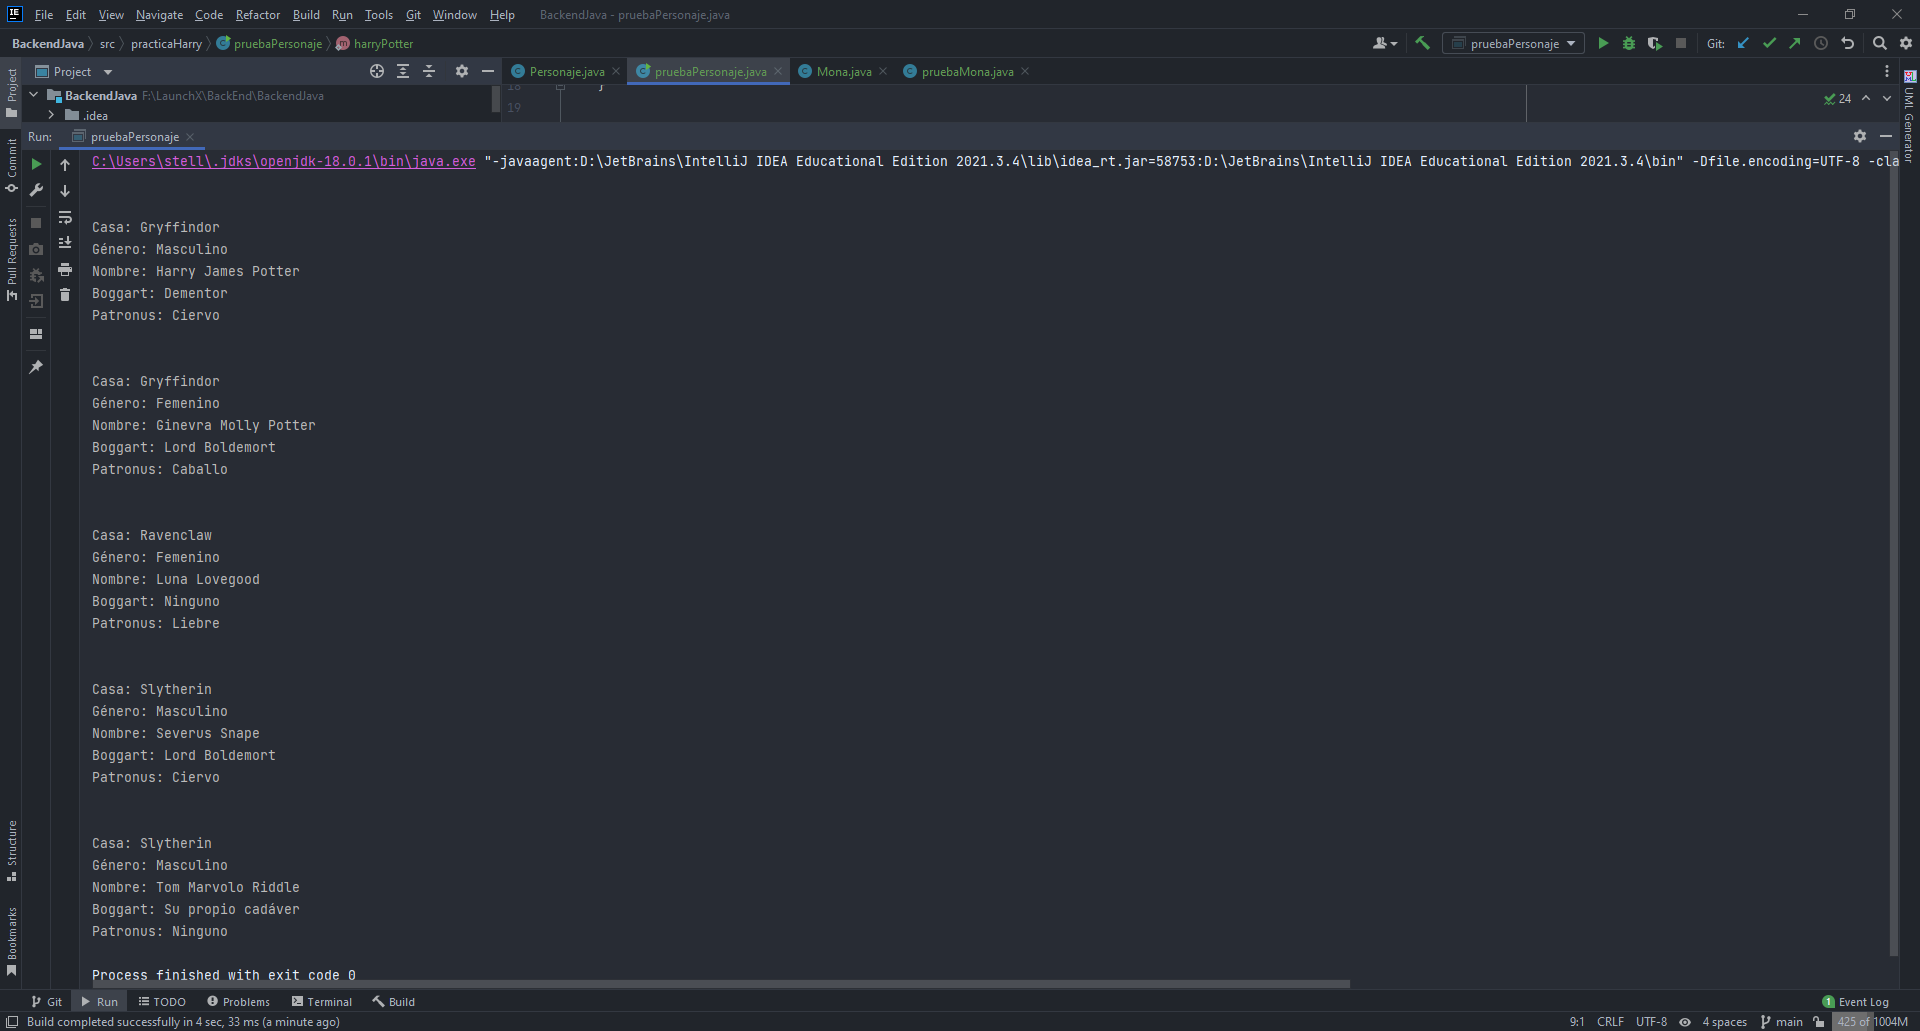 File Edit View Navigate Code Refactor Build Run Tools Git Window Help BackendJava - pruebaPersonaje.java
BackendJava src practicaHarry pruebaPersonaje harryPotter pruebaPersonaje Git:
Project Personaje.java pruebaPersonaje.java Mona.java pruebaMona.java
BackendJava F:\LaunchX\BackEnd\BackendJava 18 }
.idea 19 24
Run: pruebaPersonaje
C:\Users\stell\.jdks\openjdk-18.0.1\bin\java.exe "-javaagent:D:\JetBrains\IntelliJ IDEA Educational Edition 2021.3.4\lib\idea_rt.jar=58753:D:\JetBrains\IntelliJ IDEA Educational Edition 2021.3.4\bin" -Dfile.encoding=UTF-8 -cla
Casa: Gryffindor
Género: Masculino
Nombre: Harry James Potter
Boggart: Dementor
Patronus: Ciervo
Casa: Gryffindor
Género: Femenino
Nombre: Ginevra Molly Potter
Boggart: Lord Boldemort
Patronus: Caballo
Casa: Ravenclaw
Género: Femenino
Nombre: Luna Lovegood
Boggart: Ninguno
Patronus: Liebre
Casa: Slytherin
Género: Masculino
Nombre: Severus Snape
Boggart: Lord Boldemort
Patronus: Ciervo
Casa: Slytherin
Género: Masculino
Nombre: Tom Marvolo Riddle
Boggart: Su propio cadáver
Patronus: Ninguno
Process finished with exit code 0
Project
Commit
Pull Requests
Structure
Bookmarks
UML Generator
Git Run TODO Problems Terminal Build 1 Event Log
Build completed successfully in 4 sec, 33 ms (a minute ago) 9:1 CRLF UTF-8 4 spaces main 425 of 1004M